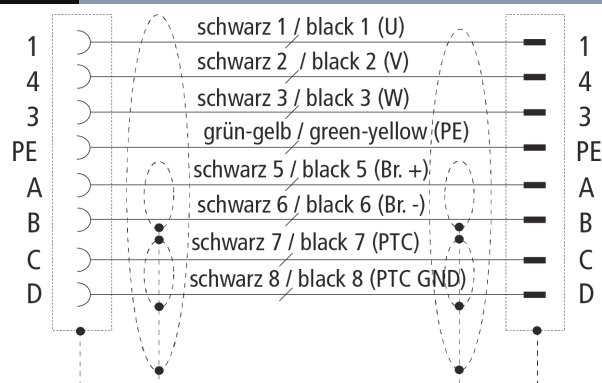 1 schwarz 1 / black 1 (U) 1
4 schwarz 2 / black 2 (V) 4
3 schwarz 3 / black 3 (W) 3
PE grün-gelb / green-yellow (PE) PE
A schwarz 5 / black 5 (Br. +) A
B schwarz 6 / black 6 (Br. -) B
C schwarz 7 / black 7 (PTC) C
D schwarz 8 / black 8 (PTC GND) D